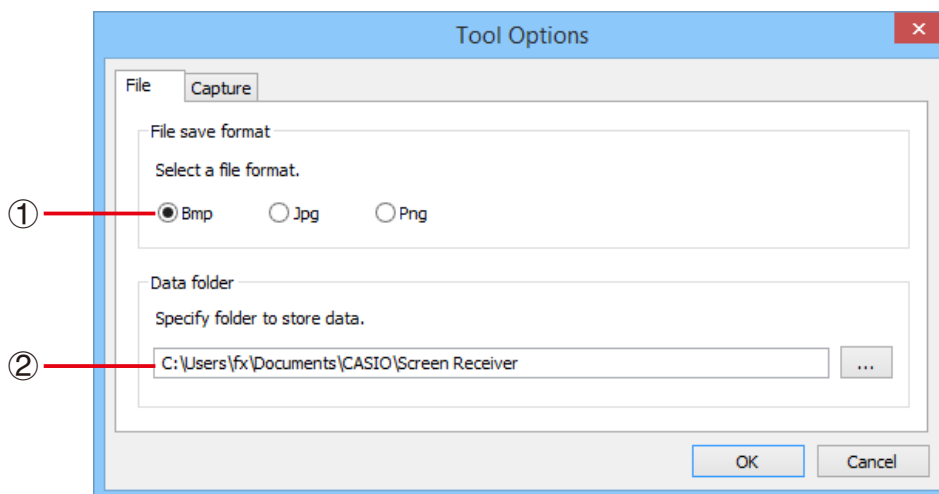 Tool Options
File Capture
File save format
Select a file format.
① Bmp Jpg Png
Data folder
Specify folder to store data.
② C:\Users\fx\Documents\CASIO\Screen Receiver ...
OK Cancel